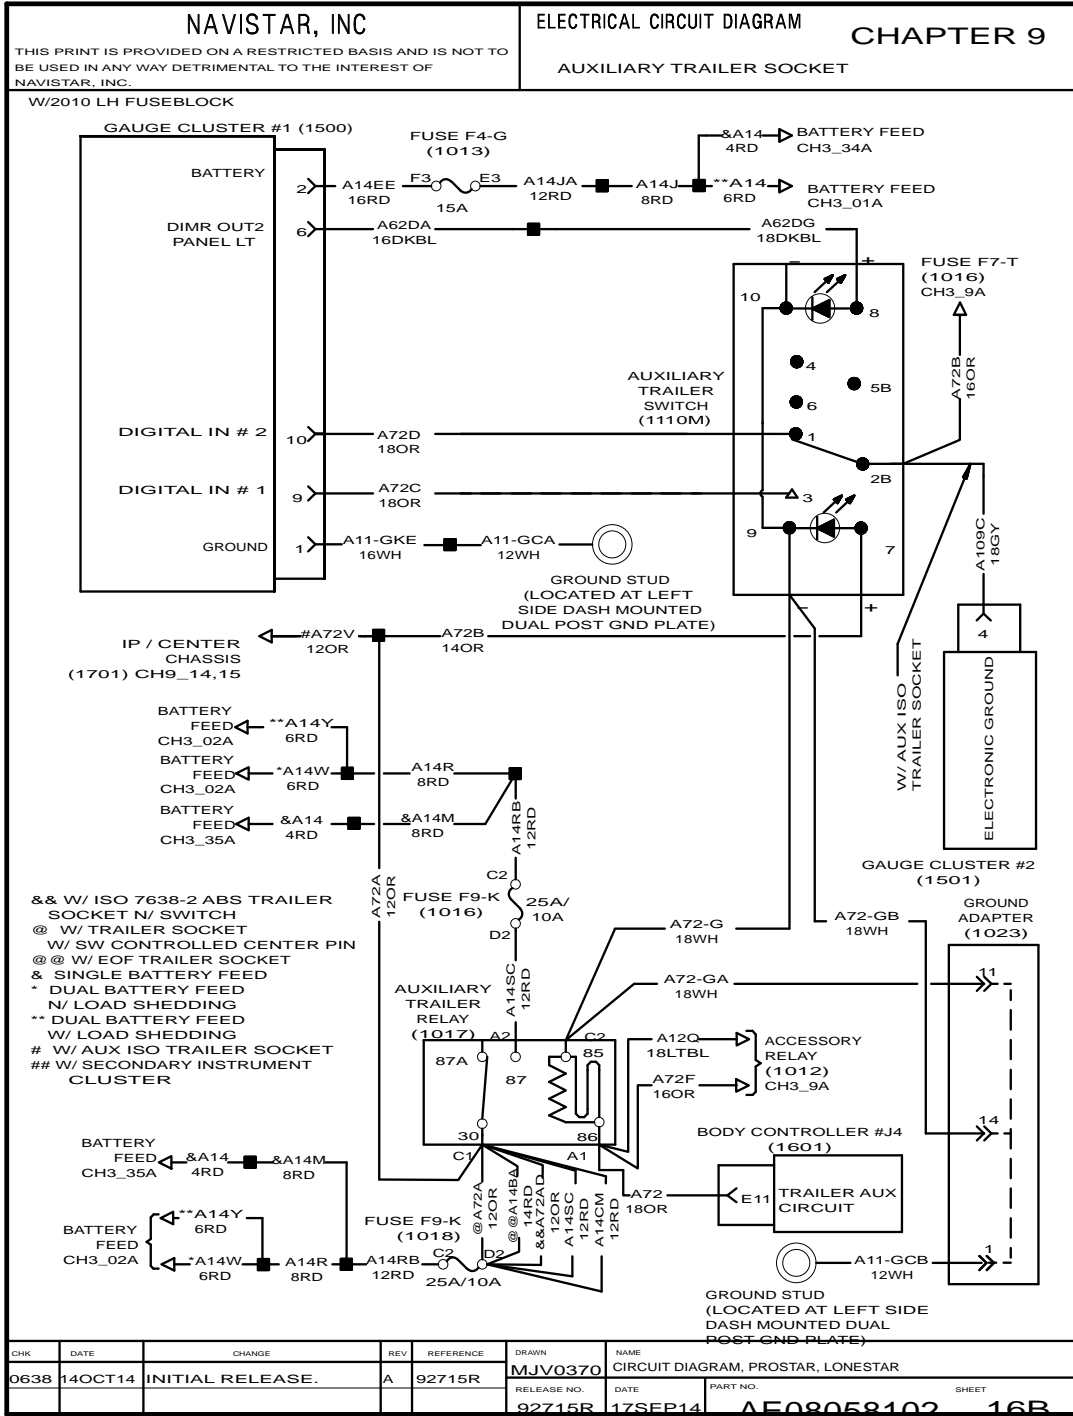 NAVISTAR, INC
THIS PRINT IS PROVIDED ON A RESTRICTED BASIS AND IS NOT TO
BE USED IN ANY WAY DETRIMENTAL TO THE INTEREST OF
NAVISTAR, INC.
ELECTRICAL CIRCUIT DIAGRAM
CHAPTER 9
AUXILIARY TRAILER SOCKET
W/2010 LH FUSEBLOCK
GAUGE CLUSTER #1 (1500)
BATTERY
2
A14EE
16RD
FUSE F4-G
(1013)
F3
E3
15A
A14JA
12RD
A14J
8RD
&A14
4RD
BATTERY FEED
CH3_34A
**A14
6RD
BATTERY FEED
CH3_01A
DIMR OUT2
PANEL LT
6
A62DA
16DKBL
A62DG
18DKBL
-
+
10
8
FUSE F7-T
(1016)
CH3_9A
A72B
16OR
4
5B
6
AUXILIARY
TRAILER
SWITCH
(1110M)
1
2B
3
9
7
-
+
DIGITAL IN # 2
10
A72D
18OR
DIGITAL IN # 1
9
A72C
18OR
GROUND
1
A11-GKE
16WH
A11-GCA
12WH
GROUND STUD
(LOCATED AT LEFT
SIDE DASH MOUNTED
DUAL POST GND PLATE)
A109C
18GY
4
ELECTRONIC GROUND
W/ AUX ISO
TRAILER SOCKET
GAUGE CLUSTER #2
(1501)
IP / CENTER
CHASSIS
(1701) CH9_14,15
#A72V
12OR
A72B
14OR
BATTERY
FEED
CH3_02A
**A14Y
6RD
BATTERY
FEED
CH3_02A
*A14W
6RD
A14R
8RD
BATTERY
FEED
CH3_35A
&A14
4RD
&A14M
8RD
A14RB
12RD
A72A
12OR
C2
FUSE F9-K
(1016)
25A/
10A
D2
A14SC
12RD
&& W/ ISO 7638-2 ABS TRAILER
SOCKET N/ SWITCH
@ W/ TRAILER SOCKET
W/ SW CONTROLLED CENTER PIN
@@ W/ EOF TRAILER SOCKET
& SINGLE BATTERY FEED
* DUAL BATTERY FEED
N/ LOAD SHEDDING
** DUAL BATTERY FEED
W/ LOAD SHEDDING
# W/ AUX ISO TRAILER SOCKET
## W/ SECONDARY INSTRUMENT
CLUSTER
AUXILIARY
TRAILER
RELAY
(1017)
A2
C2
87A
87
85
30
86
C1
A1
A72-G
18WH
A72-GA
18WH
A72-GB
18WH
GROUND
ADAPTER
(1023)
11
14
1
A12Q
18LTBL
A72F
16OR
ACCESSORY
RELAY
(1012)
CH3_9A
BODY CONTROLLER #J4
(1601)
A72
18OR
E11
TRAILER AUX
CIRCUIT
GROUND STUD
(LOCATED AT LEFT SIDE
DASH MOUNTED DUAL
POST GND PLATE)
A11-GCB
12WH
BATTERY
FEED
CH3_35A
&A14
4RD
&A14M
8RD
BATTERY
FEED
CH3_02A
**A14Y
6RD
*A14W
6RD
A14R
8RD
A14RB
12RD
FUSE F9-K
(1018)
C2
D2
25A/10A
@A72A
12OR
@@A14BA
14RD
&&A72AD
12OR
A14SC
12RD
A14CM
12RD
CHK DATE CHANGE REV REFERENCE
0638 14OCT14 INITIAL RELEASE. A 92715R
DRAWN
MJV0370
NAME
CIRCUIT DIAGRAM, PROSTAR, LONESTAR
RELEASE NO.
92715R
DATE
17SEP14
PART NO.
AE08058102
SHEET
16B